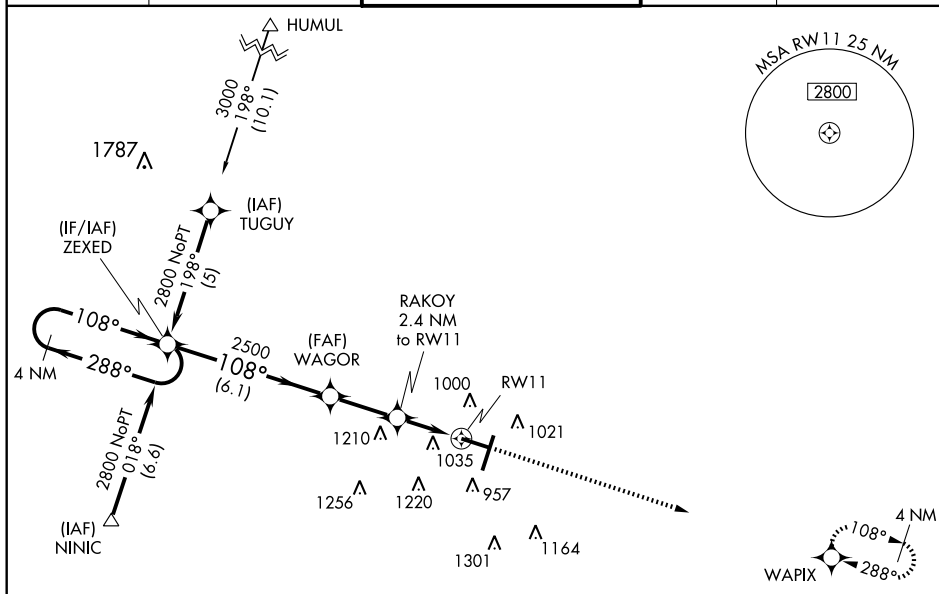 HUMUL
3000
198°
(10.1)
1787
(IAF)
TUGUY
(IF/IAF)
ZEXED
2800 NoPT
198°
(5)
MSA RW11 25 NM
2800
108°
288°
4 NM
2500
108°
(6.1)
(FAF)
WAGOR
RAKOY
2.4 NM
to RW11
RW11
1000
1021
1210
1035
1256
1220
957
1301
1164
2800 NoPT
018°
(6.6)
(IAF)
NINIC
4 NM
108°
288°
WAPIX